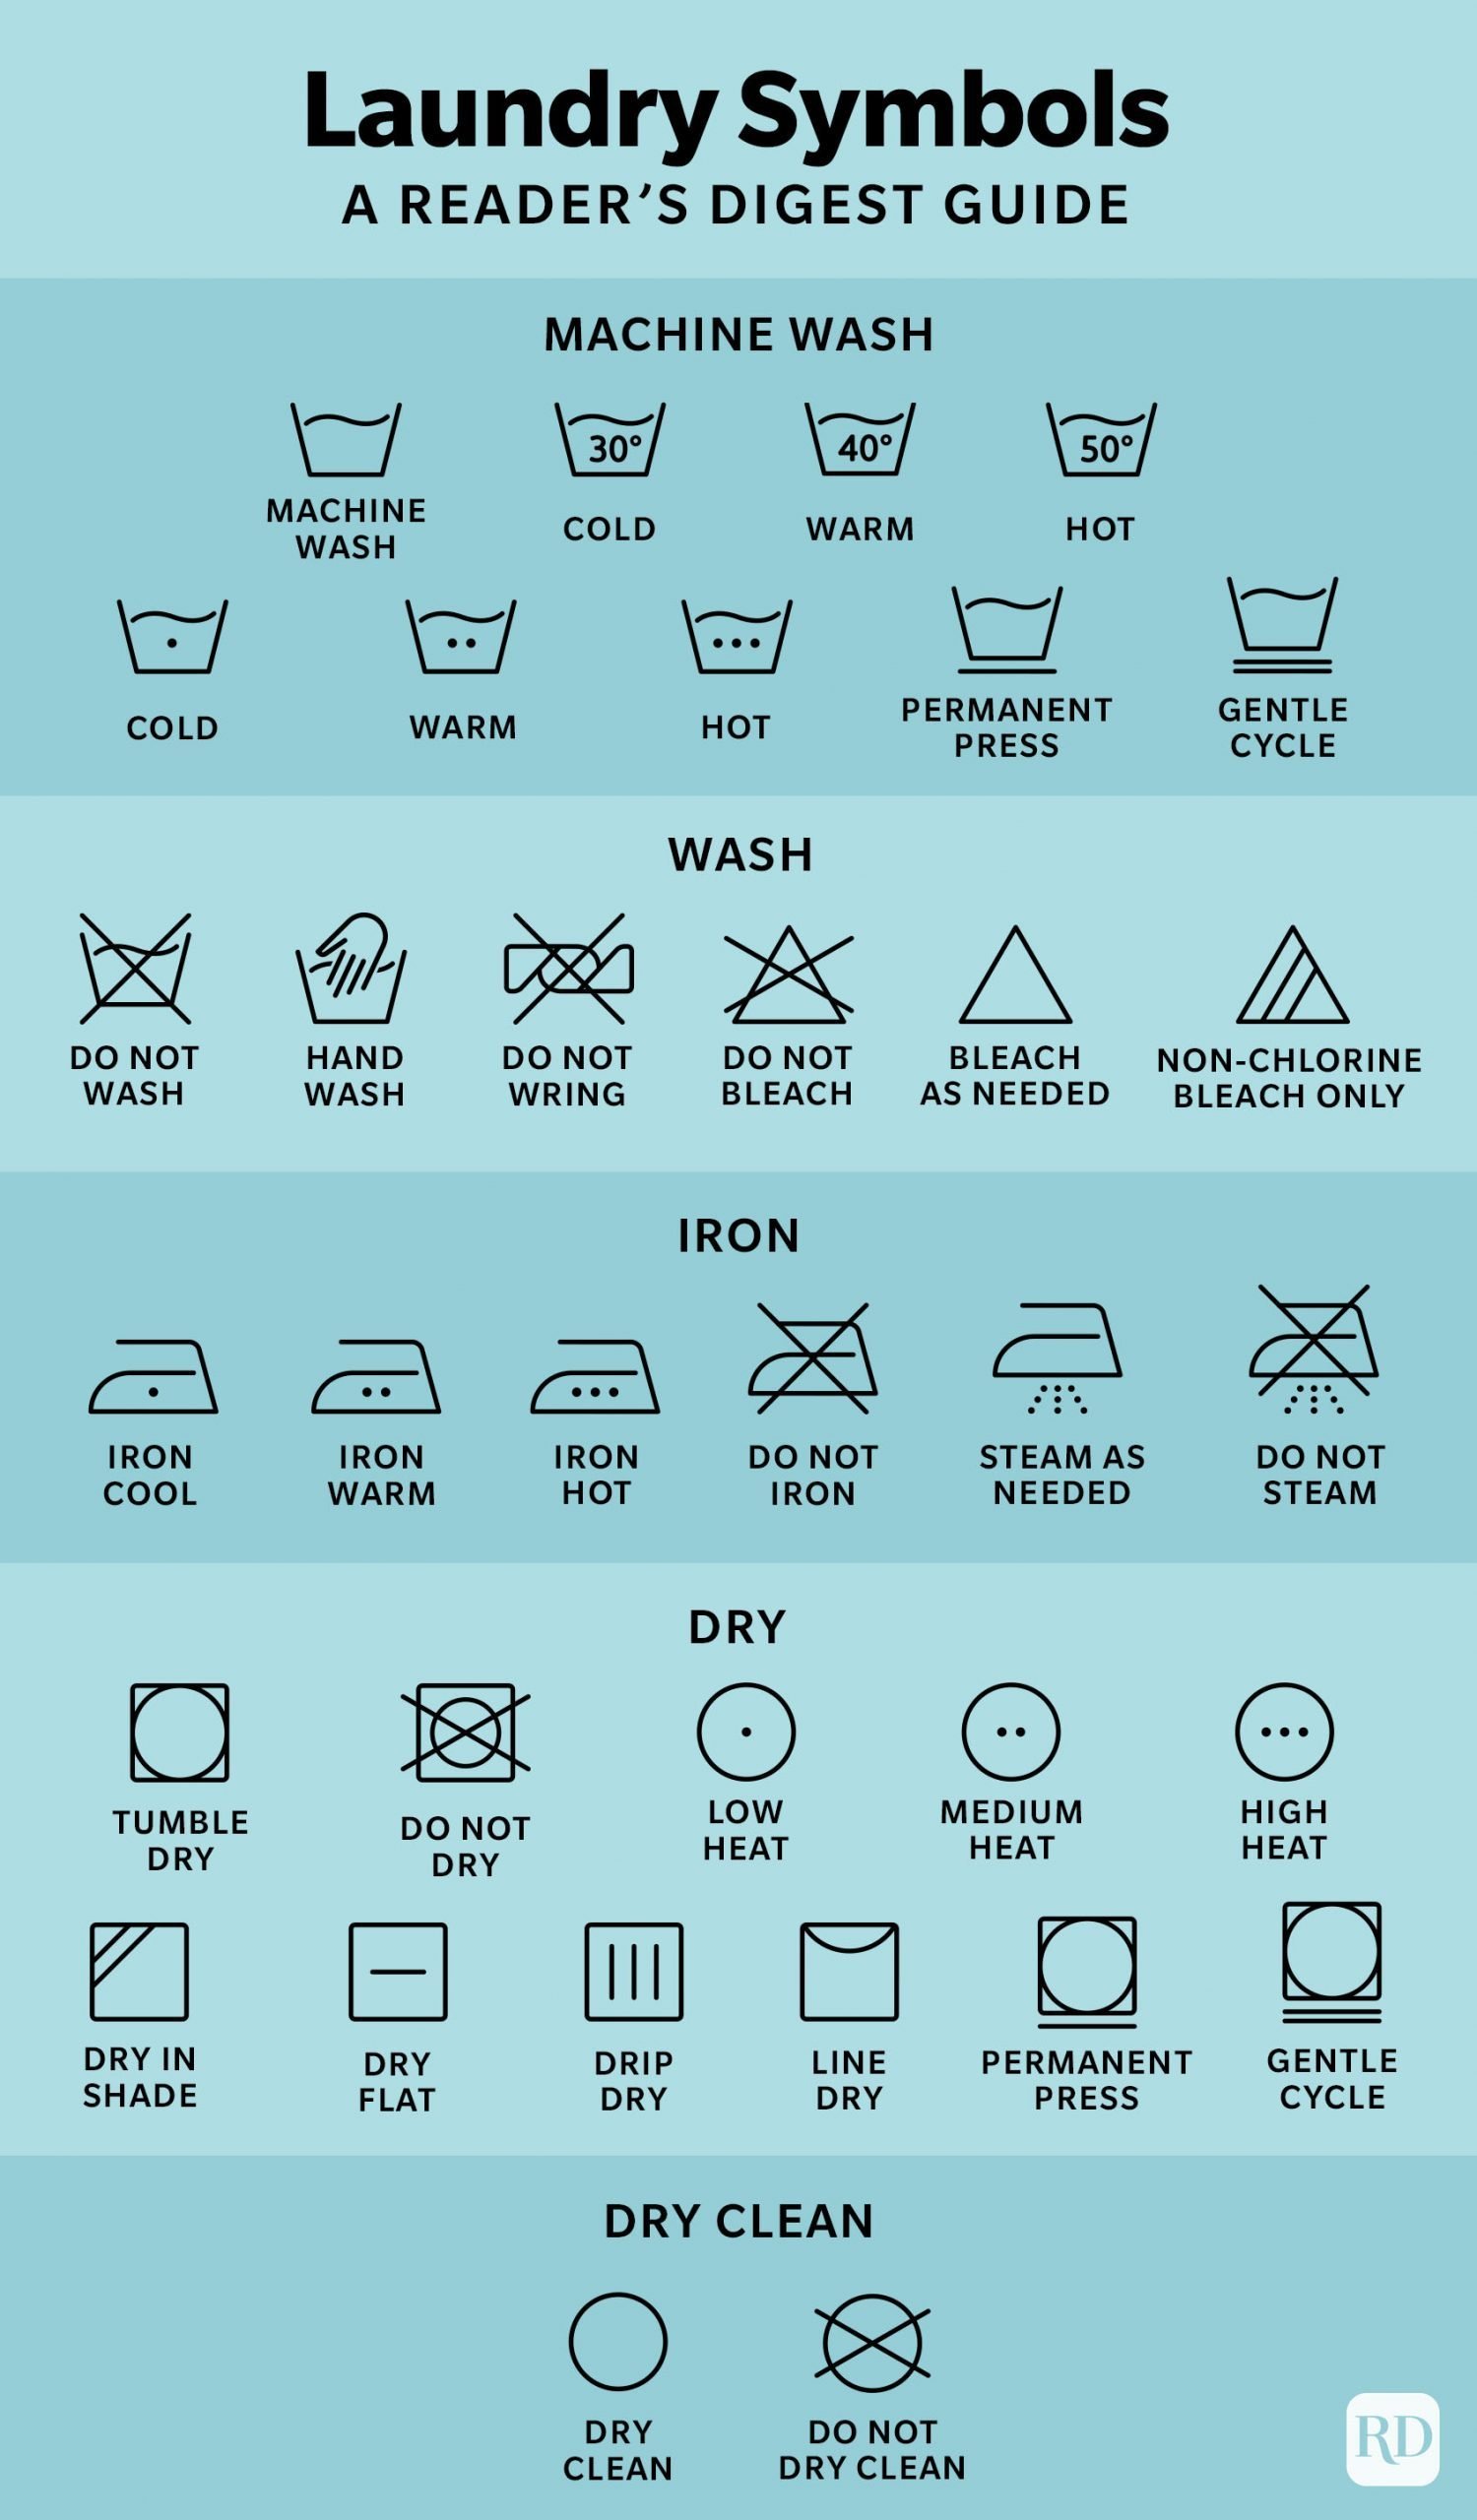 Laundry Symbols
A READER’S DIGEST GUIDE
MACHINE WASH
30°
40°
50°
MACHINE
WASH
COLD
WARM
HOT
COLD
WARM
HOT
PERMANENT
PRESS
GENTLE
CYCLE
WASH
DO NOT
WASH
HAND
WASH
DO NOT
WRING
DO NOT
BLEACH
BLEACH
AS NEEDED
NON-CHLORINE
BLEACH ONLY
IRON
IRON
COOL
IRON
WARM
IRON
HOT
DO NOT
IRON
STEAM AS
NEEDED
DO NOT
STEAM
DRY
TUMBLE
DRY
DO NOT
DRY
LOW
HEAT
MEDIUM
HEAT
HIGH
HEAT
DRY IN
SHADE
DRY
FLAT
DRIP
DRY
LINE
DRY
PERMANENT
PRESS
GENTLE
CYCLE
DRY CLEAN
DRY
CLEAN
DO NOT
DRY CLEAN
RD